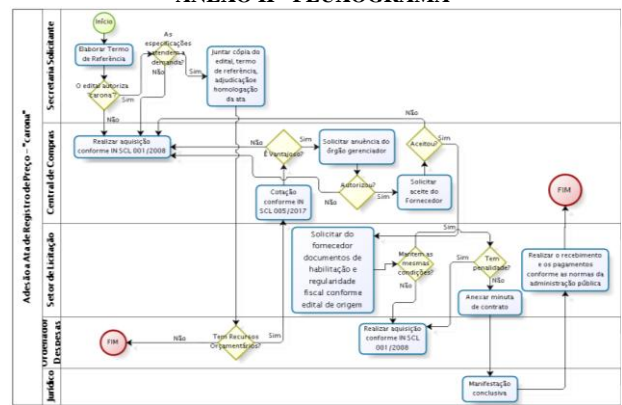 ANEXO II - FLUXOGRAMA
Adesão a Ata de Registro de Preço – "carona"
Secretaria Solicitante
Início
Elaborar Termo
de Referência
O edital autoriza
"carona"?
Sim
Não
As
especificações
atendem a
demanda?
Não
Sim
Juntar cópia do
edital, termo
de referência,
adjudicação e
homologação
da ata
Central de Compras
Realizar aquisição
conforme IN SCL 001/2008
Não
É Vantajoso?
Sim
Cotação
conforme IN
SCL 005/2017
Solicitar anuência do
órgão gerenciador
Autorizou?
Não
Sim
Solicitar
aceite do
Fornecedor
Não
Aceitou?
Sim
Setor de Licitação
Solicitar do
fornecedor
documentos de
habilitação e
regularidade
fiscal conforme
edital de origem
Mantem as
mesmas
condições?
Sim
Não
Sim
Tem
penalidade?
Não
Anexar minuta
de contrato
Realizar o recebimento
e os pagamentos
conforme as normas da
administração pública
FIM
Ordenador
Despesas
FIM
Não
Tem Recursos
Orçamentários?
Sim
Realizar aquisição
conforme IN SCL
001/2008
Jurídico
Manifestação
conclusiva